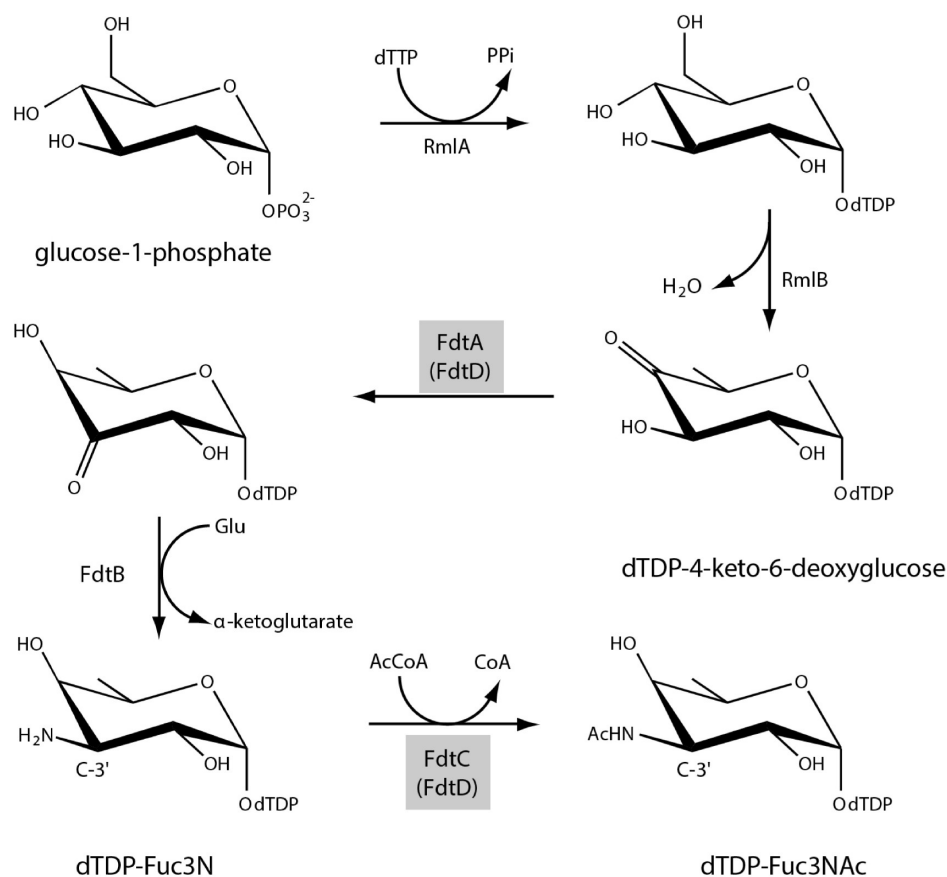 OH
HO
HO
O
OH
OPO₃²⁻
glucose-1-phosphate
dTTP
PPi
RmlA
OH
HO
HO
O
OH
OdTDP
H₂O
RmlB
HO
O
O
OH
OdTDP
FdtA
(FdtD)
O
O
HO
OH
OdTDP
dTDP-4-keto-6-deoxyglucose
Glu
FdtB
α-ketoglutarate
HO
O
H₂N
C-3'
OH
OdTDP
dTDP-Fuc3N
AcCoA
CoA
FdtC
(FdtD)
HO
O
AcHN
C-3'
OH
OdTDP
dTDP-Fuc3NAc